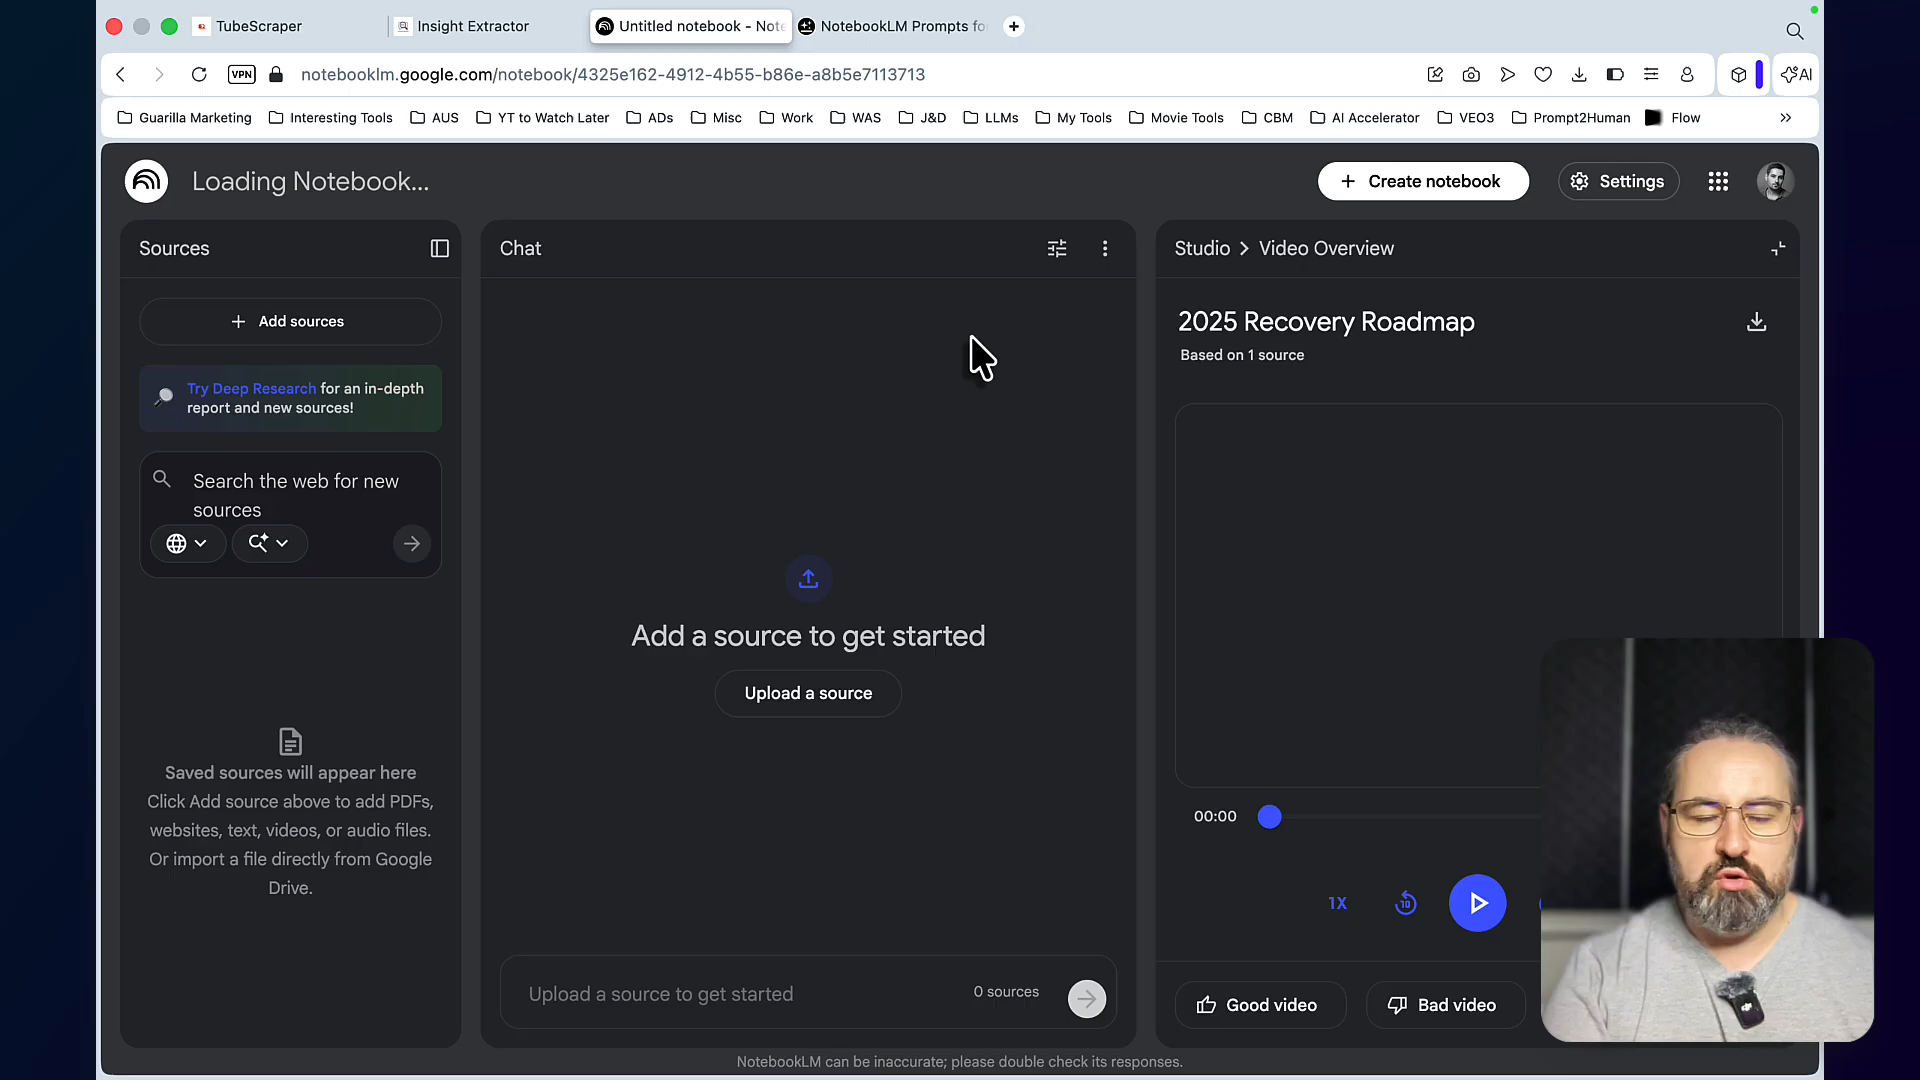 TubeScraper
Insight Extractor
Untitled notebook - Note
NotebookLM Prompts fo
VPN
notebooklm.google.com/notebook/4325e162-4912-4b55-b86e-a8b5e7113713
AI
Guarilla Marketing
Interesting Tools
AUS
YT to Watch Later
ADs
Misc
Work
WAS
J&D
LLMs
My Tools
Movie Tools
CBM
AI Accelerator
VEO3
Prompt2Human
Flow
Loading Notebook...
Create notebook
Settings
Sources
Add sources
Try Deep Research for an in-depth
report and new sources!
Search the web for new
sources
Saved sources will appear here
Click Add source above to add PDFs,
websites, text, videos, or audio files.
Or import a file directly from Google
Drive.
Chat
Add a source to get started
Upload a source
Upload a source to get started
0 sources
Studio > Video Overview
2025 Recovery Roadmap
Based on 1 source
00:00
1X
10
Good video
Bad video
NotebookLM can be inaccurate; please double check its responses.